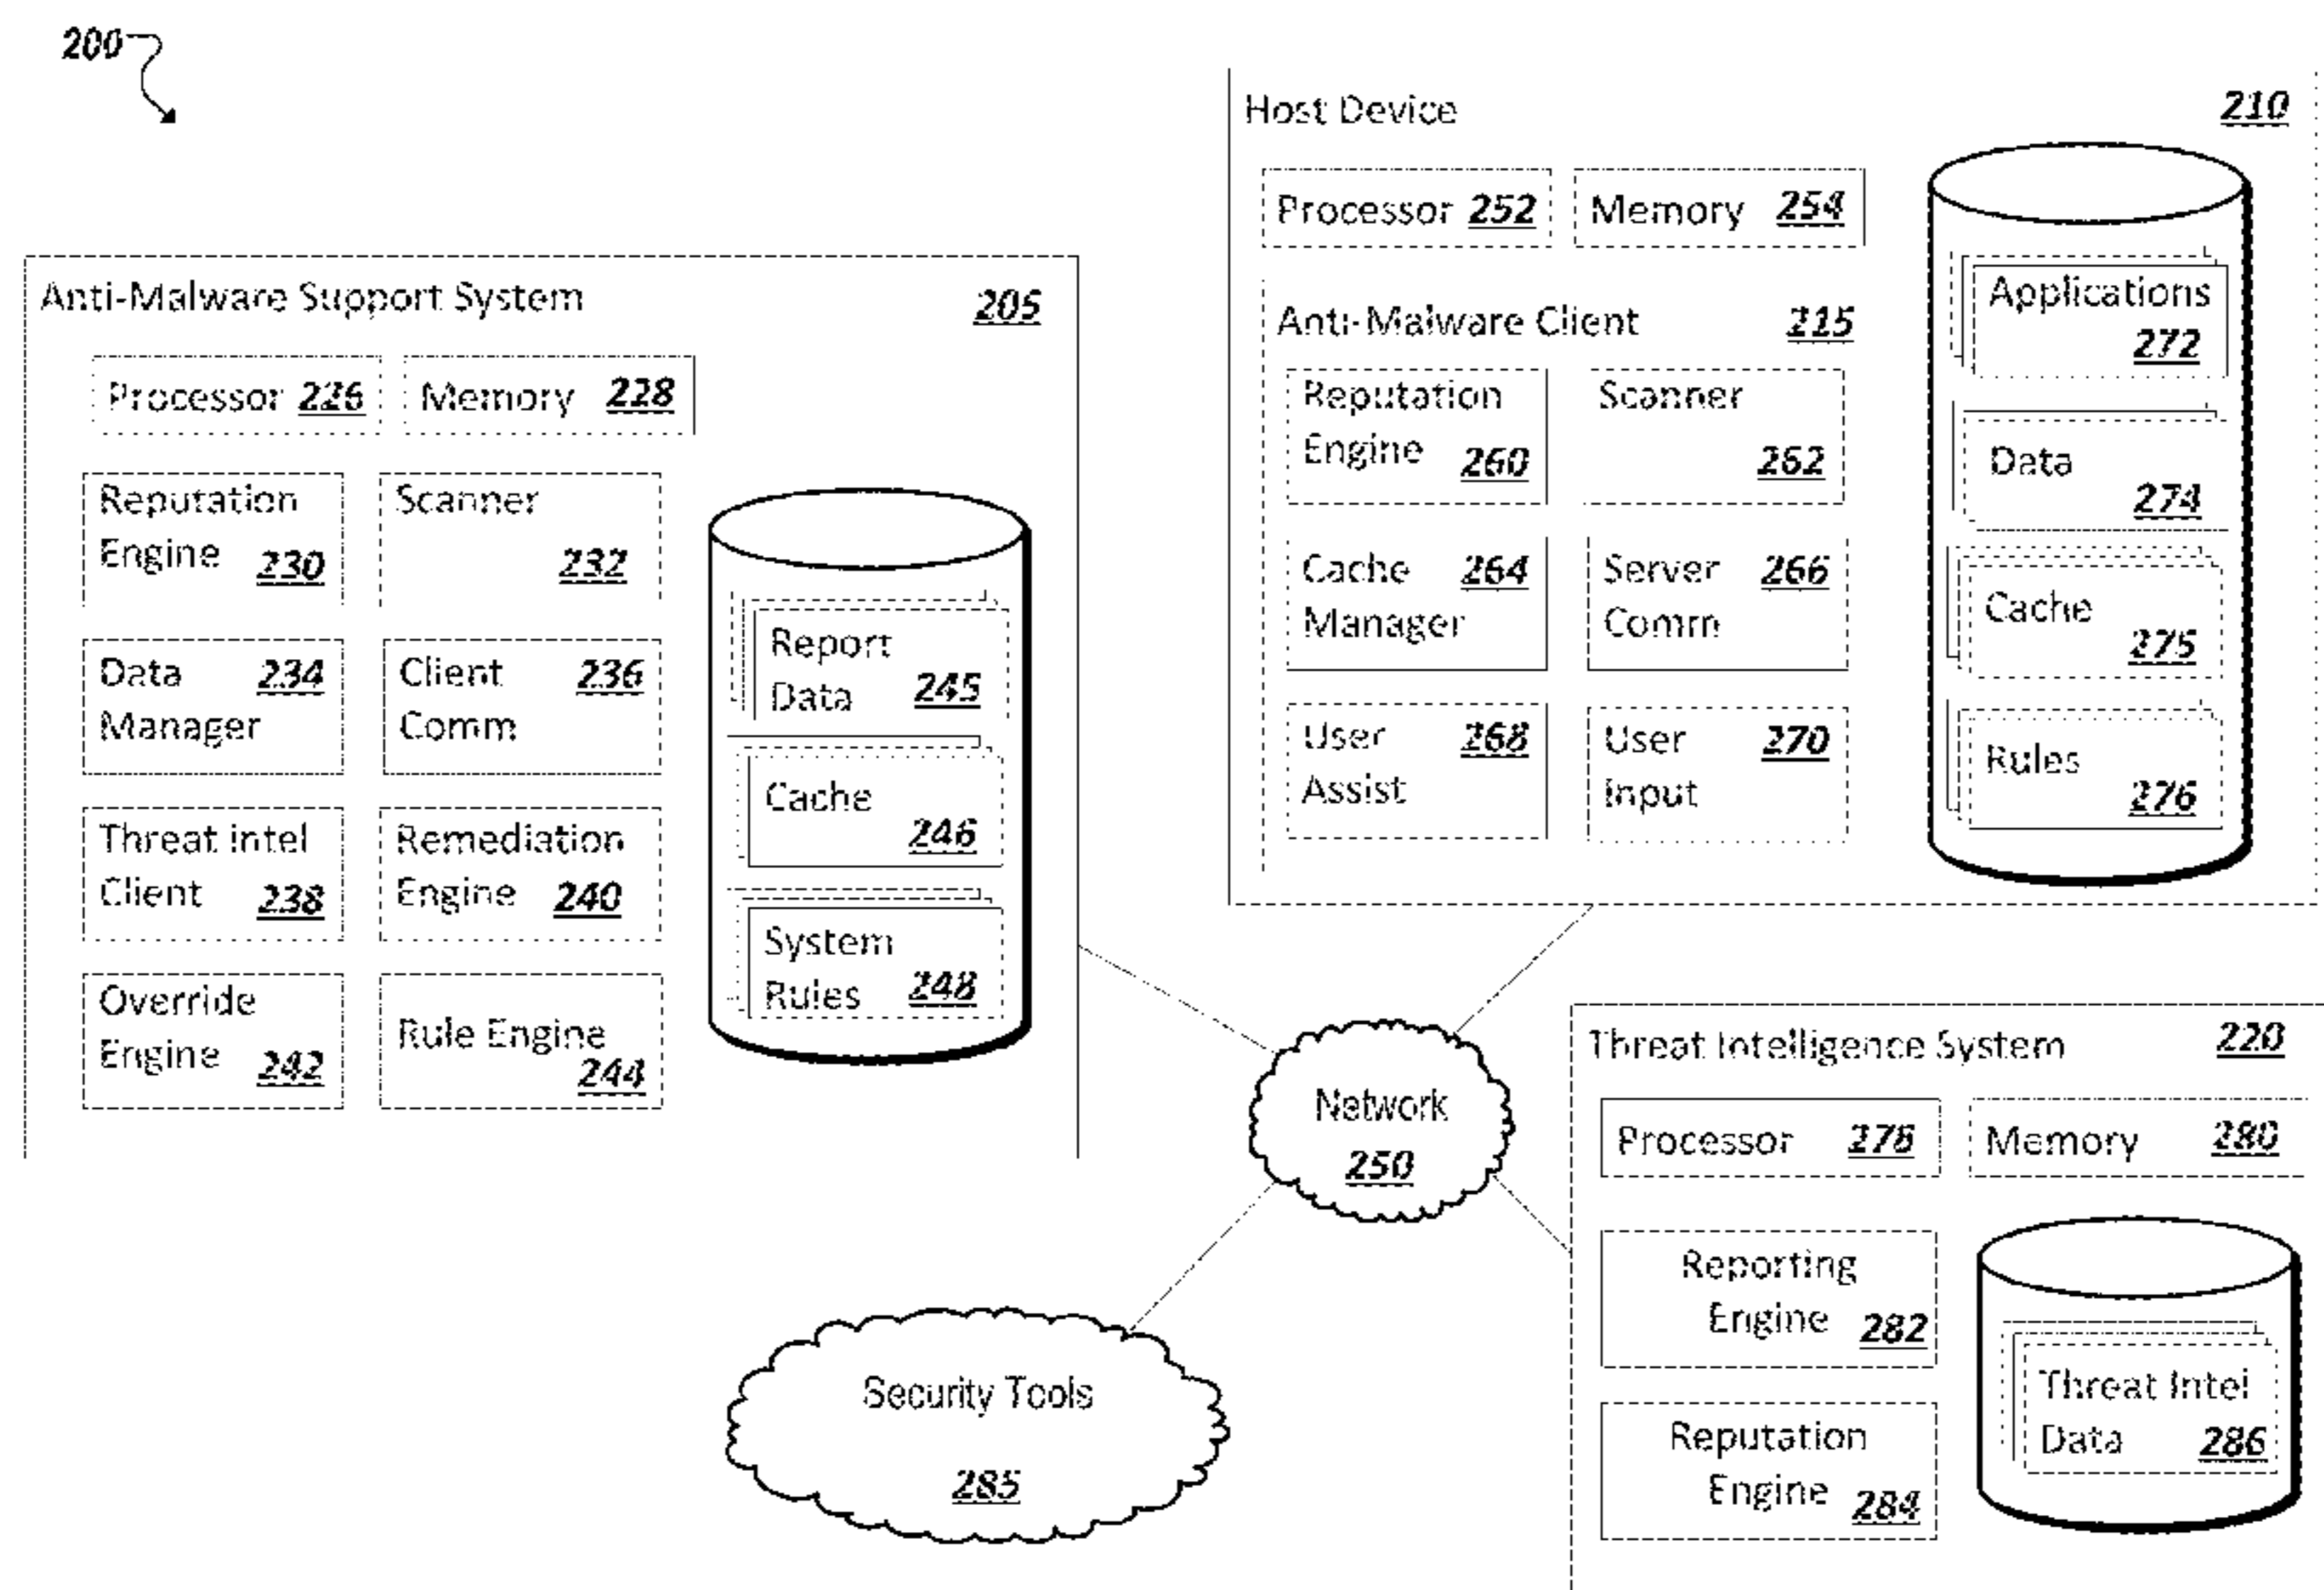 200
Host Device 210
Processor 252
Memory 254
Anti-Malware Client 215
Reputation
Engine 260
Scanner
262
Cache 264
Manager
Server 266
Comm
User 268
Assist
User 270
Input
Applications
272
Data
274
Cache
275
Rules
276
Anti-Malware Support System 205
Processor 226
Memory 228
Reputation
Engine 230
Scanner
232
Data 234
Manager
Client 236
Comm
Threat Intel
Client 238
Remediation
Engine 240
Override
Engine 242
Rule Engine
244
Report
Data 245
Cache
246
System
Rules 248
Network
250
Threat Intelligence System 220
Processor 278
Memory 280
Reporting
Engine 282
Reputation
Engine 284
Threat Intel
Data 286
Security Tools
285